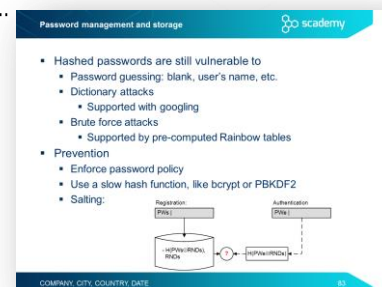 Password management and storage
scademy
Hashed passwords are still vulnerable to
Password guessing: blank, user's name, etc.
Dictionary attacks
Supported with googling
Brute force attacks
Supported by pre-computed Rainbow tables
Prevention
Enforce password policy
Use a slow hash function, like bcrypt or PBKDF2
Salting:
Registration:
Authentication
PWs |
PWs |
H(PWs||RNDs),
RNDs
?
H(PWs||RNDs)
COMPANY, CITY, COUNTRY, DATE
63